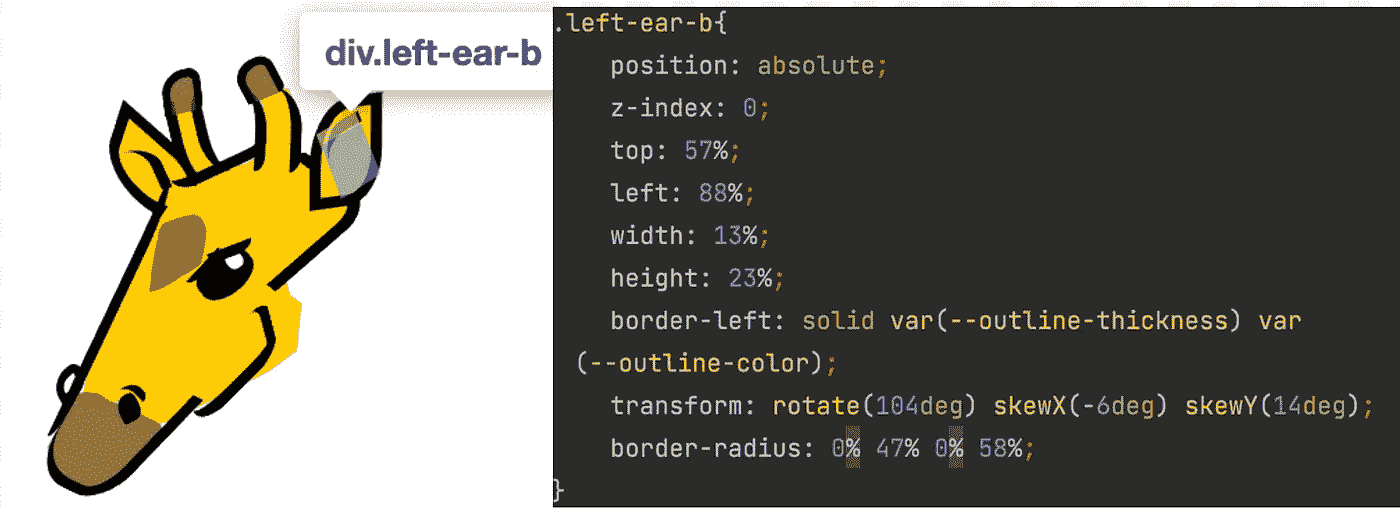 div.left-ear-b
.left-ear-b{
position: absolute;
z-index: 0;
top: 57%;
left: 88%;
width: 13%;
height: 23%;
border-left: solid var(--outline-thickness) var
(--outline-color);
transform: rotate(104deg) skewX(-6deg) skewY(14deg);
border-radius: 0% 47% 0% 58%;
}